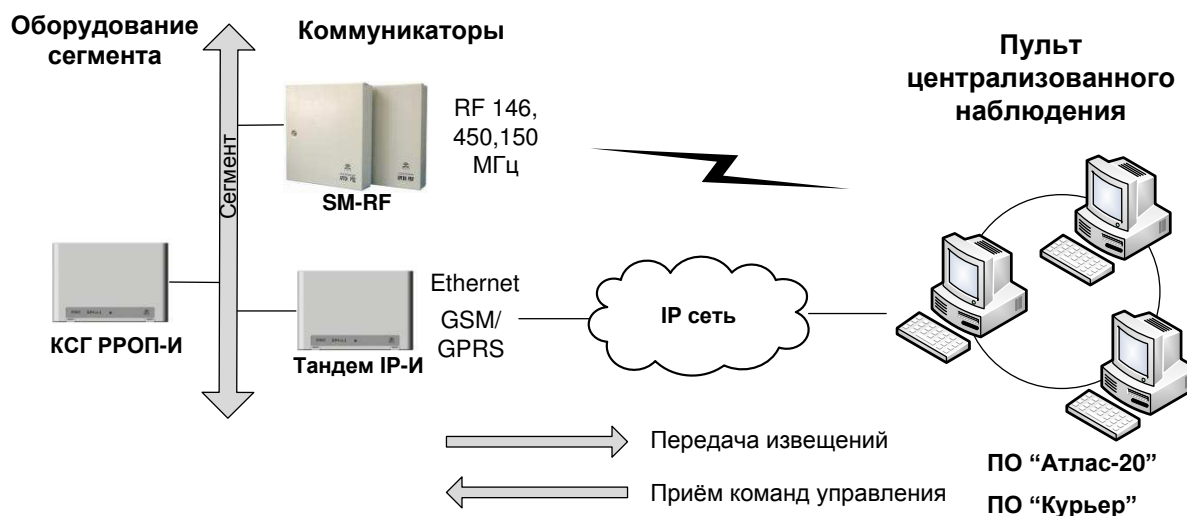 Оборудование
сегмента
Коммуникаторы
Пульт
централизованного
наблюдения
RF 146,
450,150
МГц
SM-RF
Сегмент
КСГ РРОП-И
Ethernet
GSM/
GPRS
Тандем IP-И
IP сеть
Передача извещений
Приём команд управления
ПО “Атлас-20”
ПО “Курьер”